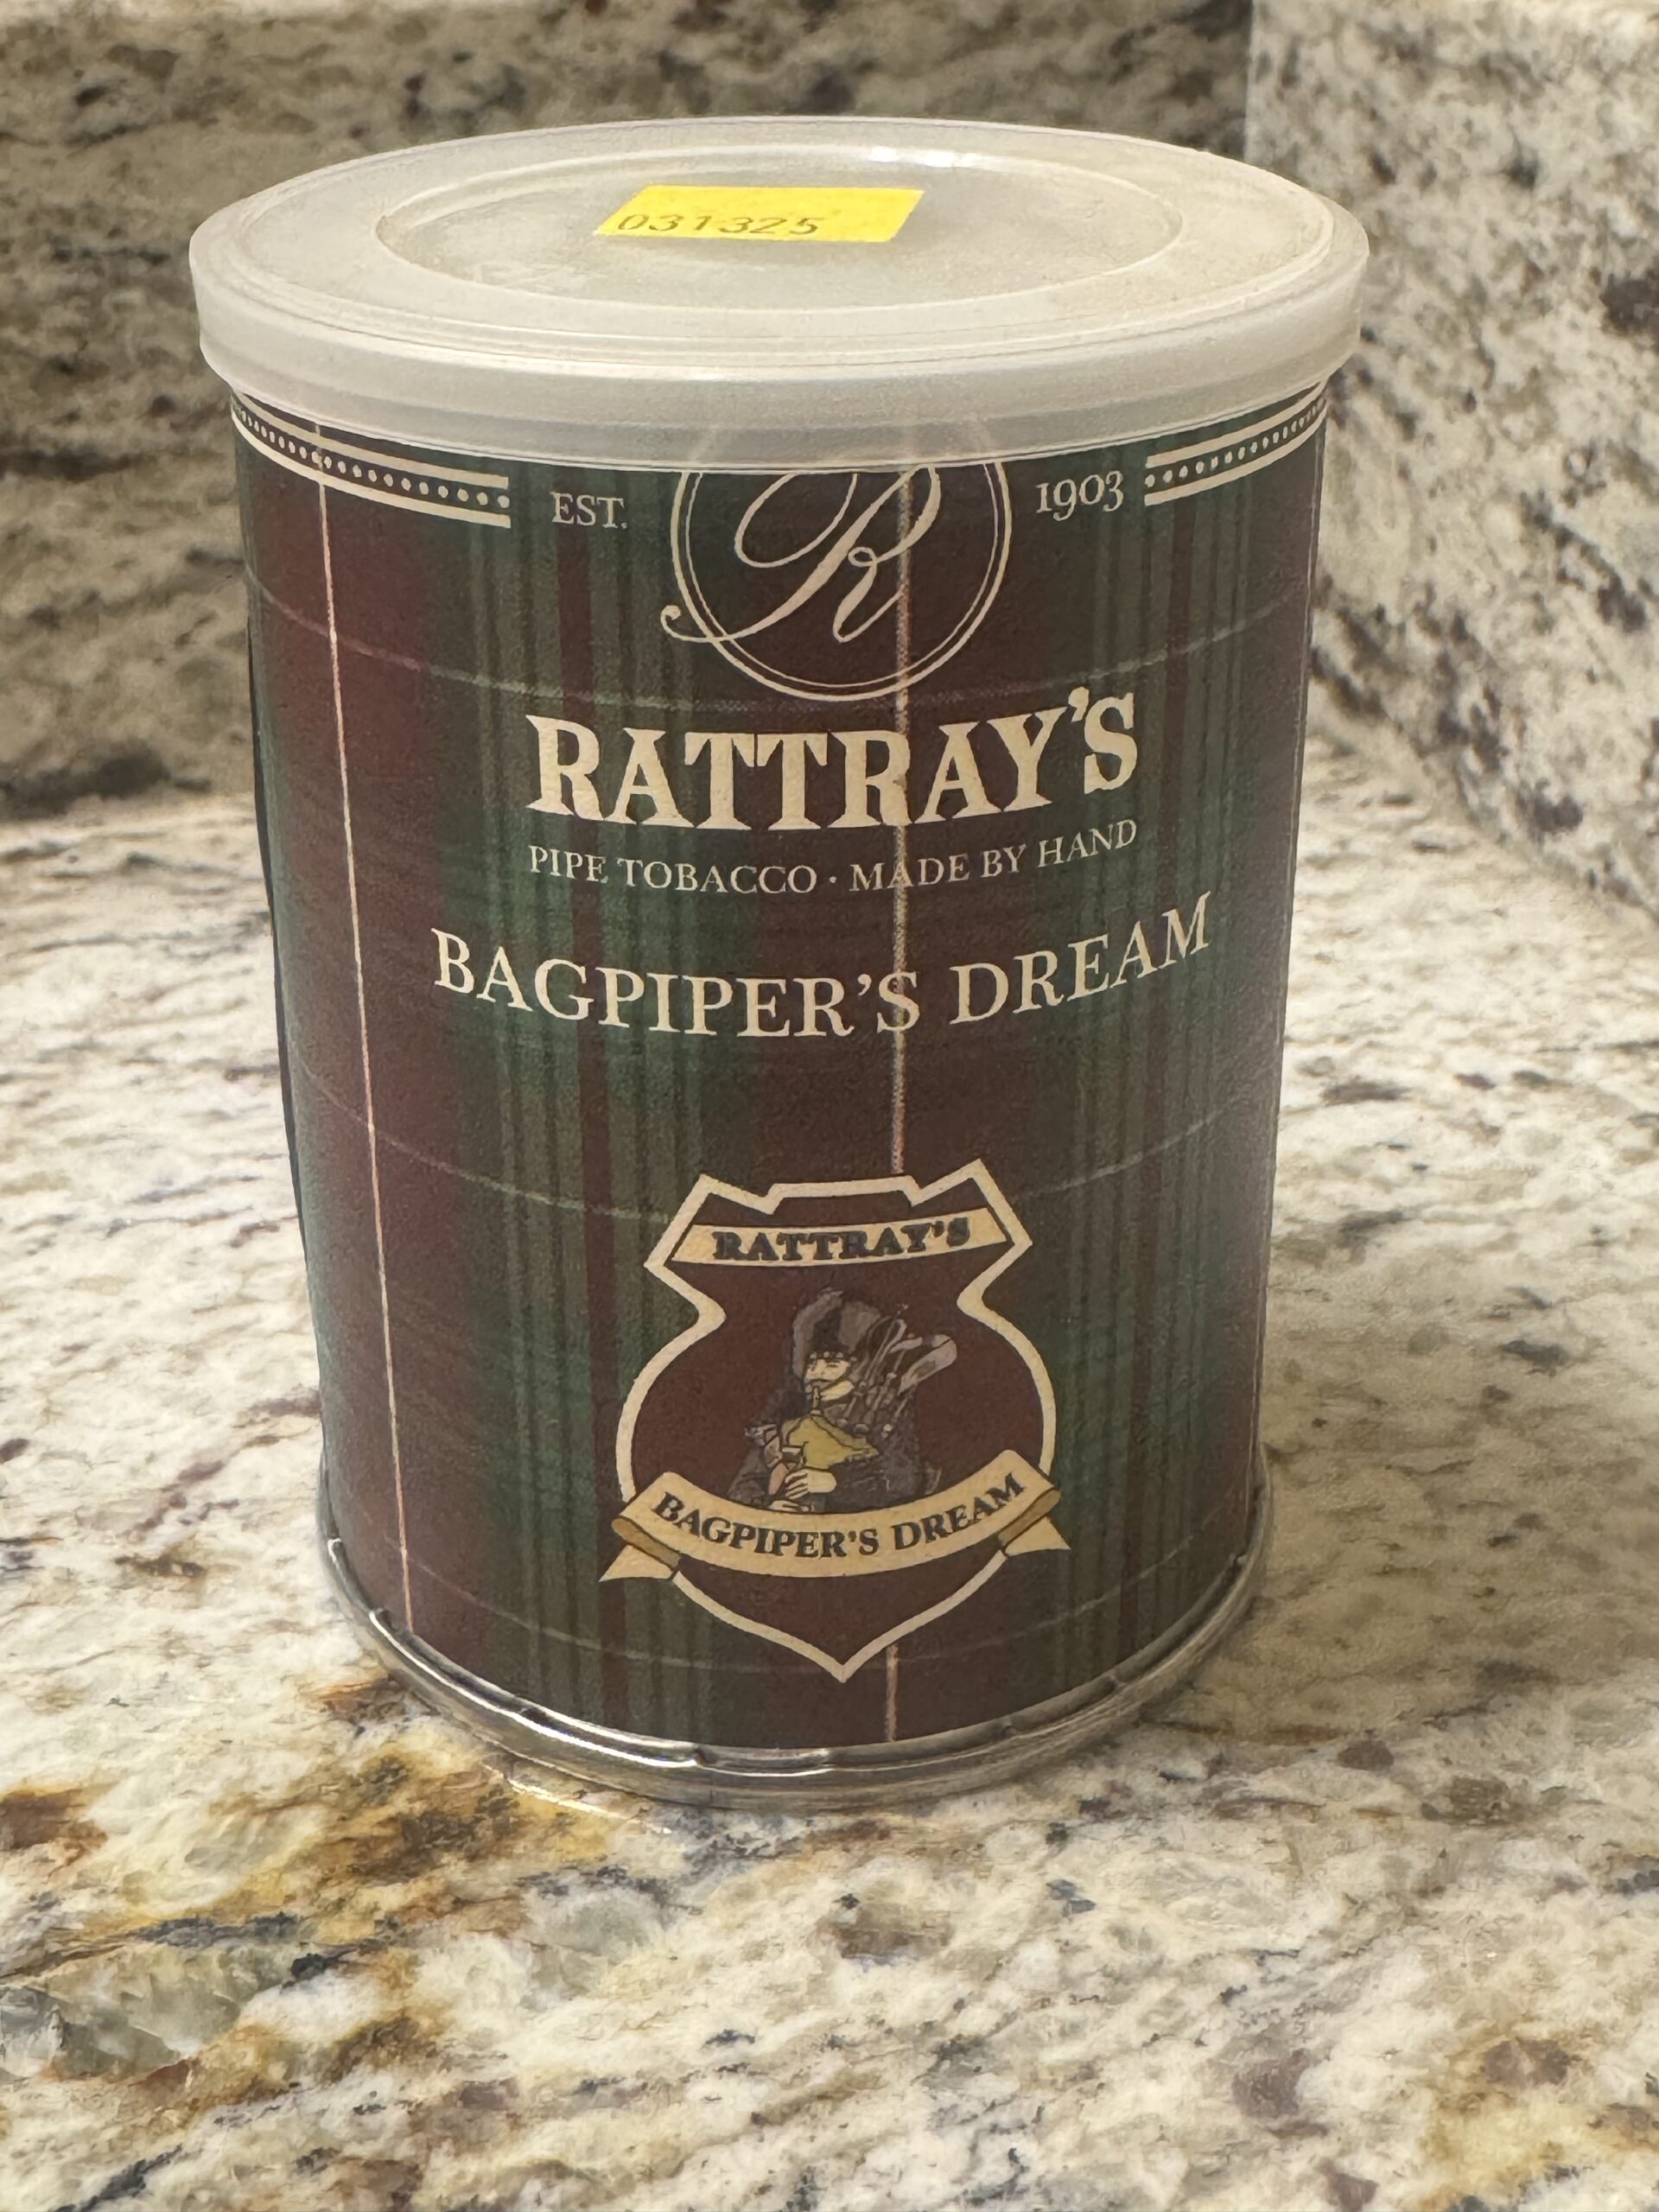 031325
EST. R 1903
RATTRAY'S
PIPE TOBACCO · MADE BY HAND
BAGPIPER'S DREAM
RATTRAY'S
BAGPIPER'S DREAM